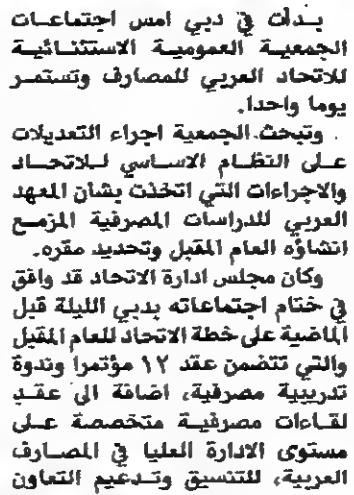 بدأت في دبي امس اجتماعات
الجمعية العمومية الاستثنائية
للاتحاد العربي للمصارف وتستمر
يوما واحدا.
وتبحث الجمعية اجراء التعديلات
على النظام الاساسي للاتحاد
والاجراءات التي اتخذت بشان المعهد
العربي للدراسات المصرفية المزمع
انشاؤه العام المقبل وتحديد مقره.
وكان مجلس ادارة الاتحاد قد وافق
في ختام اجتماعاته بدبي الليلة قبل
الماضية على خطة الاتحاد للعام المقبل
والتي تتضمن عقد ١٢ مؤتمرا وندوة
تدريبية مصرفية، اضافة الى عقد
لقاءات مصرفية متخصصة على
مستوى الادارة العليا في المصارف
العربية، للتنسيق وتدعيم التعاون